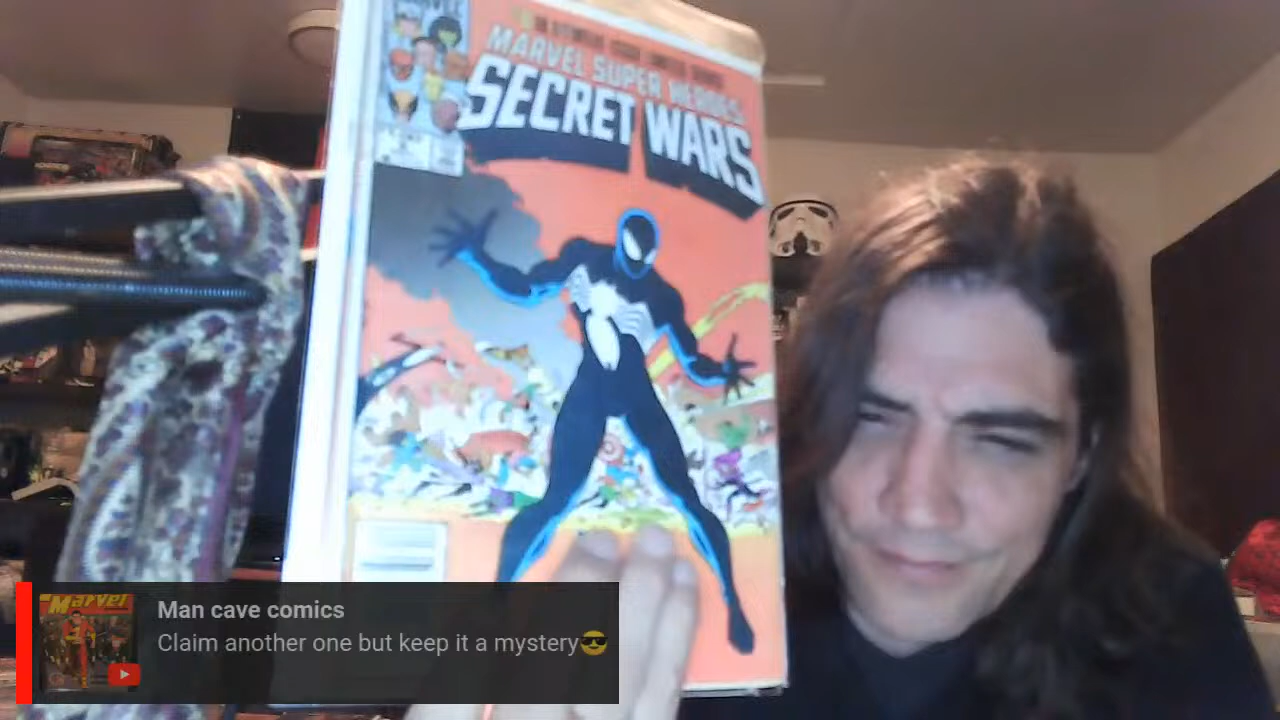 MARVEL SUPER HEROES
SECRET WARS
Man cave comics
Claim another one but keep it a mystery😎
Marvel